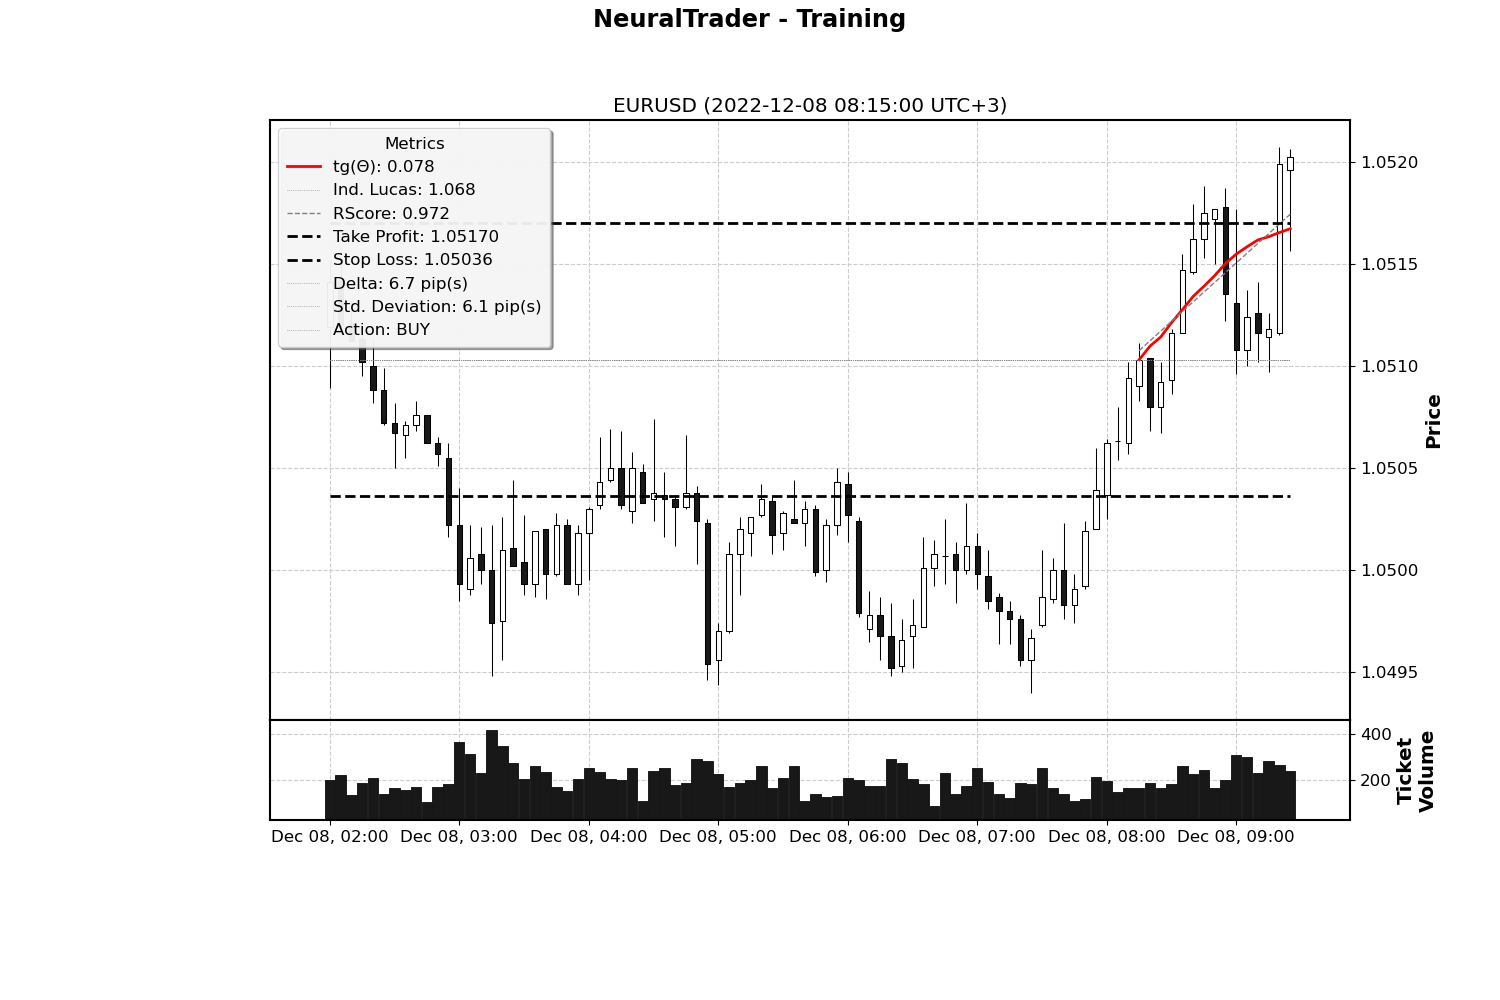 NeuralTrader - Training
EURUSD (2022-12-08 08:15:00 UTC+3)
Metrics
tg(Θ): 0.078
Ind. Lucas: 1.068
RScore: 0.972
Take Profit: 1.05170
Stop Loss: 1.05036
Delta: 6.7 pip(s)
Std. Deviation: 6.1 pip(s)
Action: BUY
1.0520
1.0515
1.0510
1.0505
1.0500
1.0495
Price
400
200
Ticket
Volume
Dec 08, 02:00 Dec 08, 03:00 Dec 08, 04:00 Dec 08, 05:00 Dec 08, 06:00 Dec 08, 07:00 Dec 08, 08:00 Dec 08, 09:00